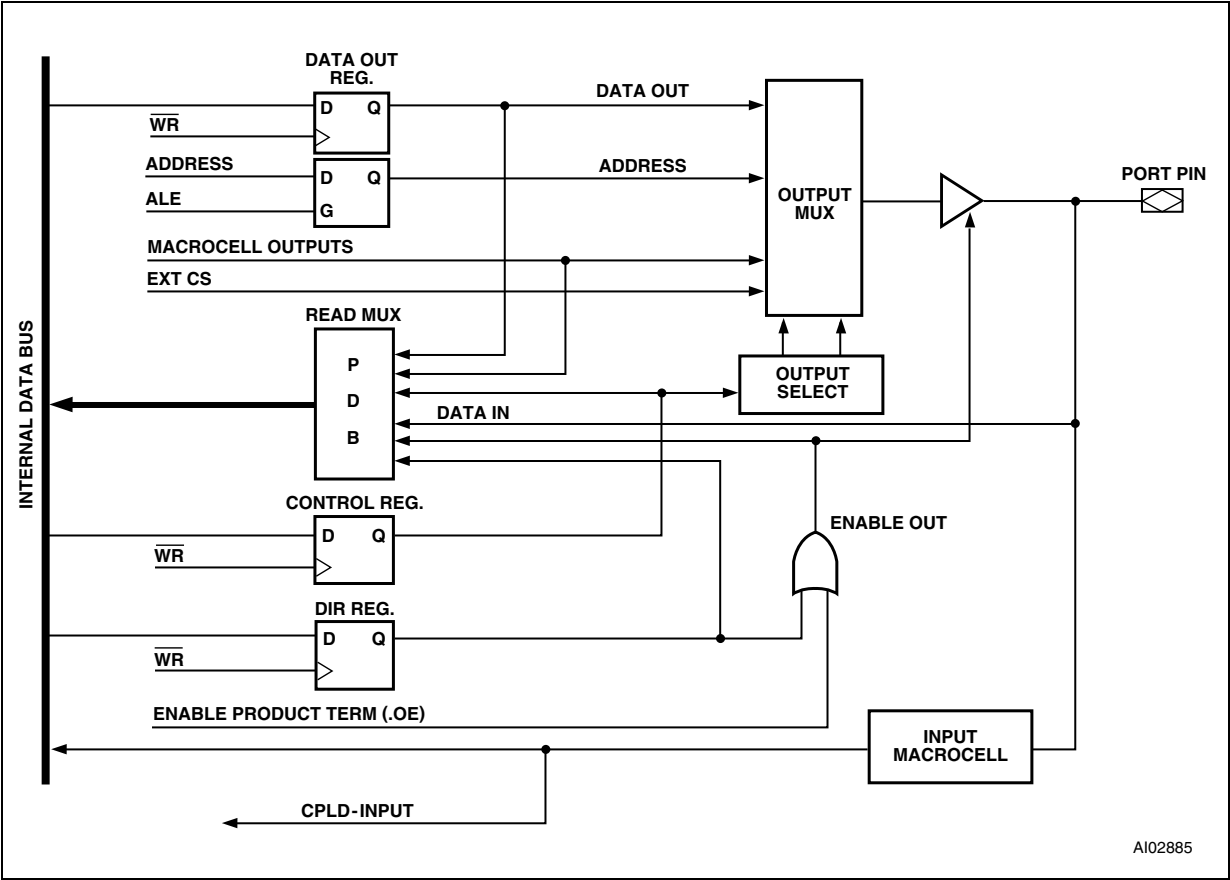 DATA OUT
REG.
D Q
WR
DATA OUT
ADDRESS
D Q
ADDRESS
ALE
G
OUTPUT
MUX
PORT PIN
MACROCELL OUTPUTS
EXT CS
READ MUX
P
D
B
OUTPUT
SELECT
DATA IN
INTERNAL DATA BUS
CONTROL REG.
D Q
WR
ENABLE OUT
DIR REG.
D Q
WR
ENABLE PRODUCT TERM (.OE)
INPUT
MACROCELL
CPLD-INPUT
AI02885